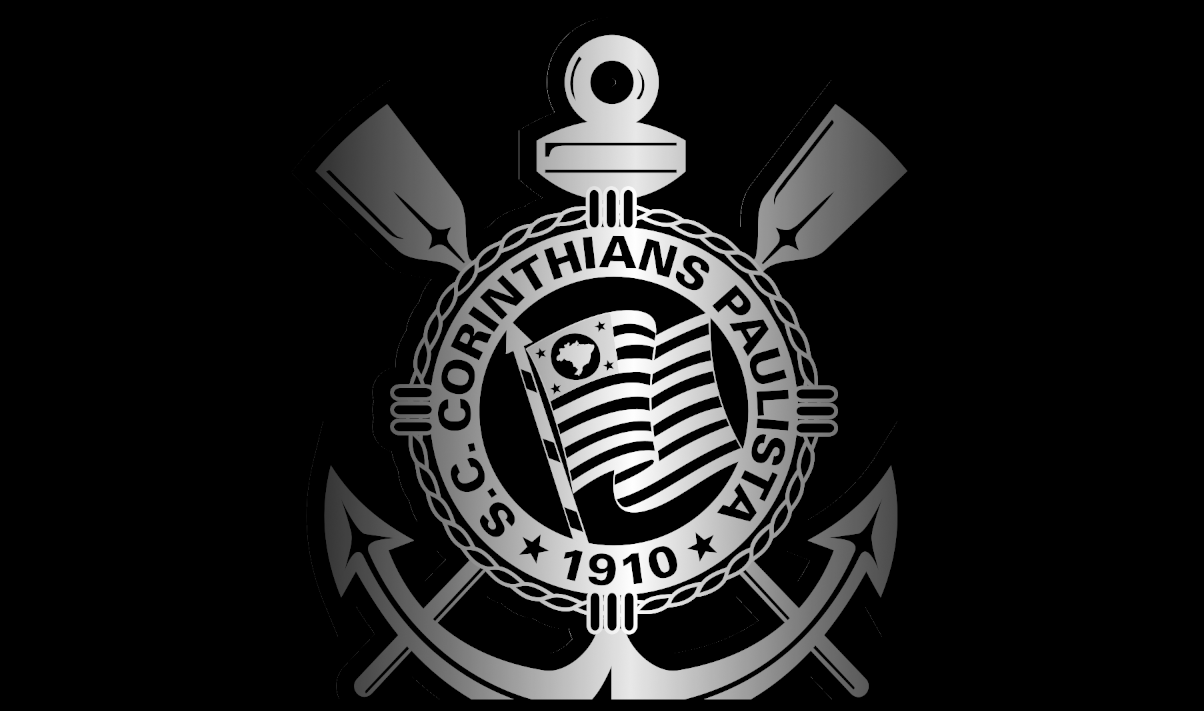 S.C. CORINTHIANS PAULISTA
1910